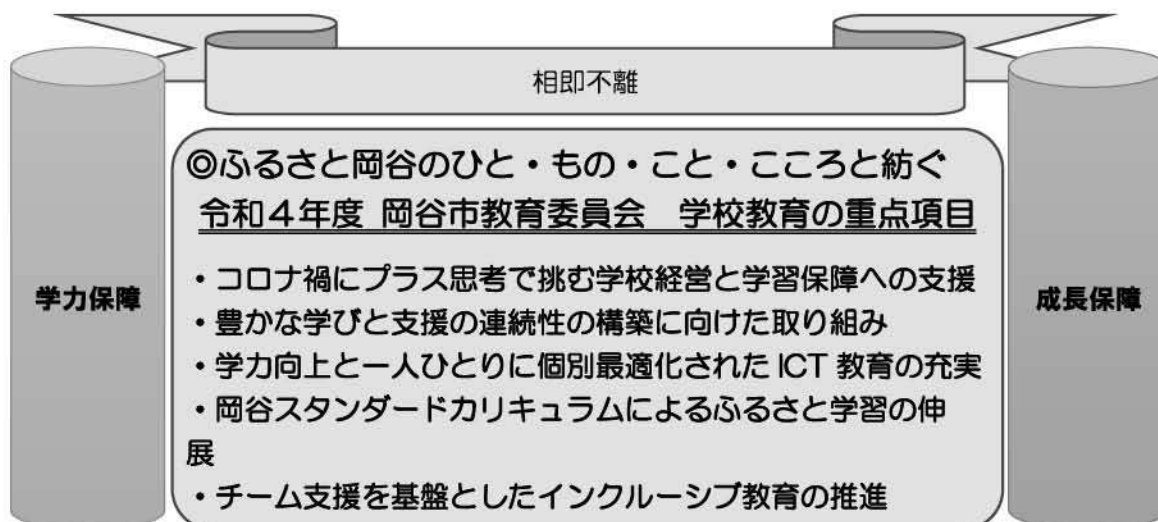 相即不離
◎ふるさと岡谷のひと・もの・こと・こころと紡ぐ
令和４年度 岡谷市教育委員会　学校教育の重点項目
学力保障
・コロナ禍にプラス思考で挑む学校経営と学習保障への支援
・豊かな学びと支援の連続性の構築に向けた取り組み
・学力向上と一人ひとりに個別最適化された ICT 教育の充実
・岡谷スタンダードカリキュラムによるふるさと学習の伸
展
・チーム支援を基盤としたインクルーシブ教育の推進
成長保障